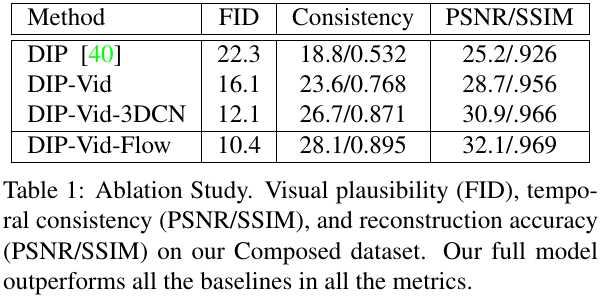 Method FID Consistency PSNR/SSIM
DIP [40] 22.3 18.8/0.532 25.2/.926
DIP-Vid 16.1 23.6/0.768 28.7/.956
DIP-Vid-3DCN 12.1 26.7/0.871 30.9/.966
DIP-Vid-Flow 10.4 28.1/0.895 32.1/.969
Table 1: Ablation Study. Visual plausibility (FID), tempo-
ral consistency (PSNR/SSIM), and reconstruction accuracy
(PSNR/SSIM) on our Composed dataset. Our full model
outperforms all the baselines in all the metrics.